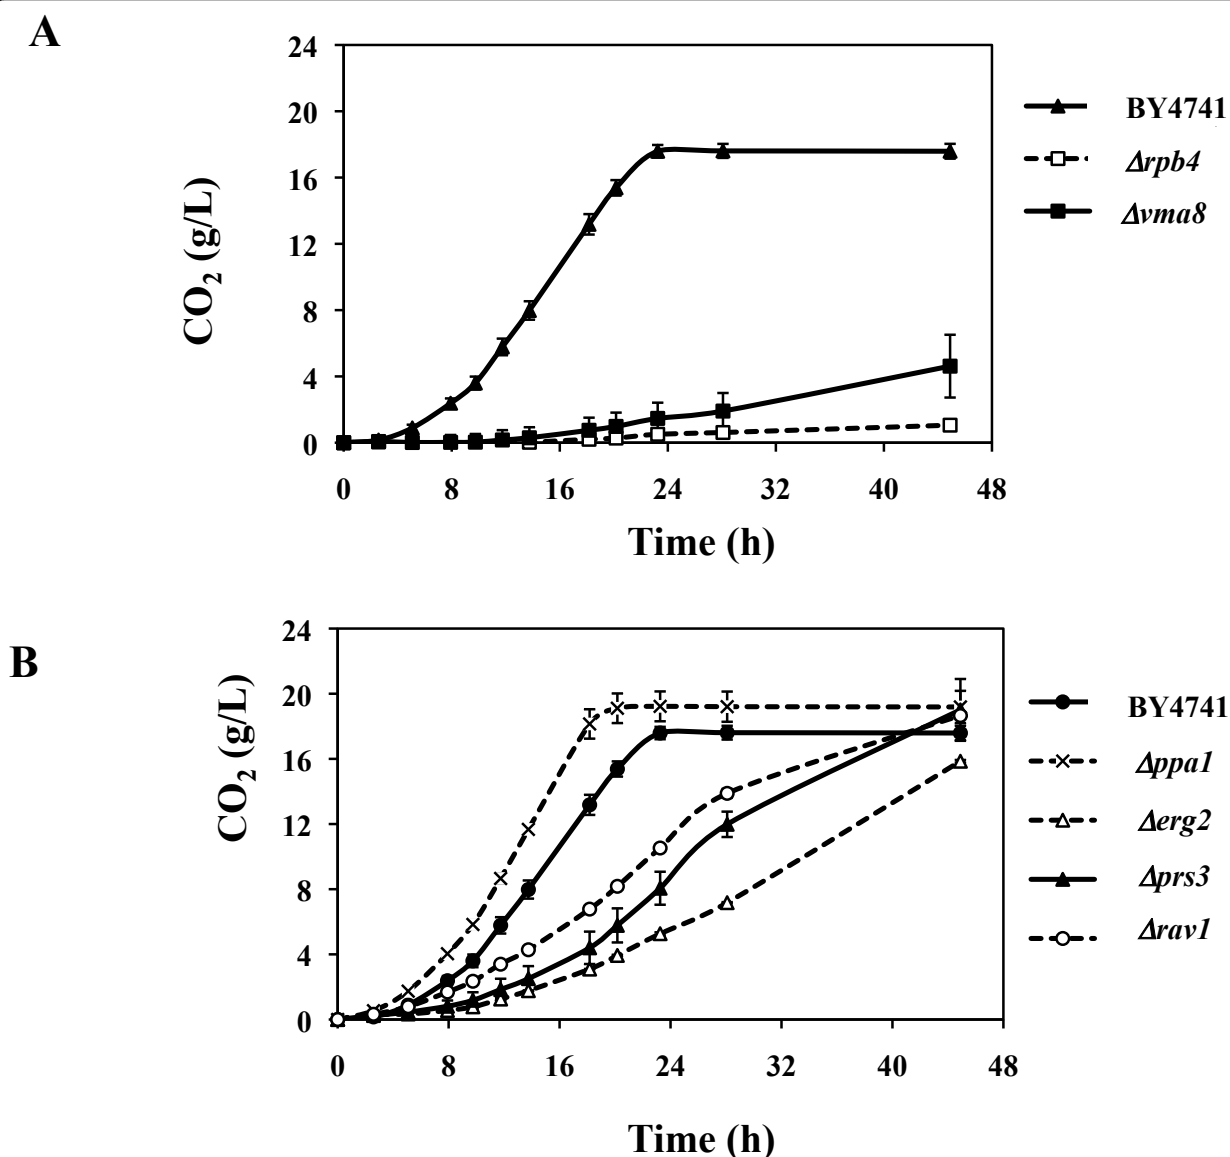 A
24
20
16
12
8
4
0
CO2 (g/L)
0 8 16 24 32 40 48
Time (h)
BY4741
Δrpb4
Δvma8
B
24
20
16
12
8
4
0
CO2 (g/L)
0 8 16 24 32 40 48
Time (h)
BY4741
Δppa1
Δerg2
Δprs3
Δrav1